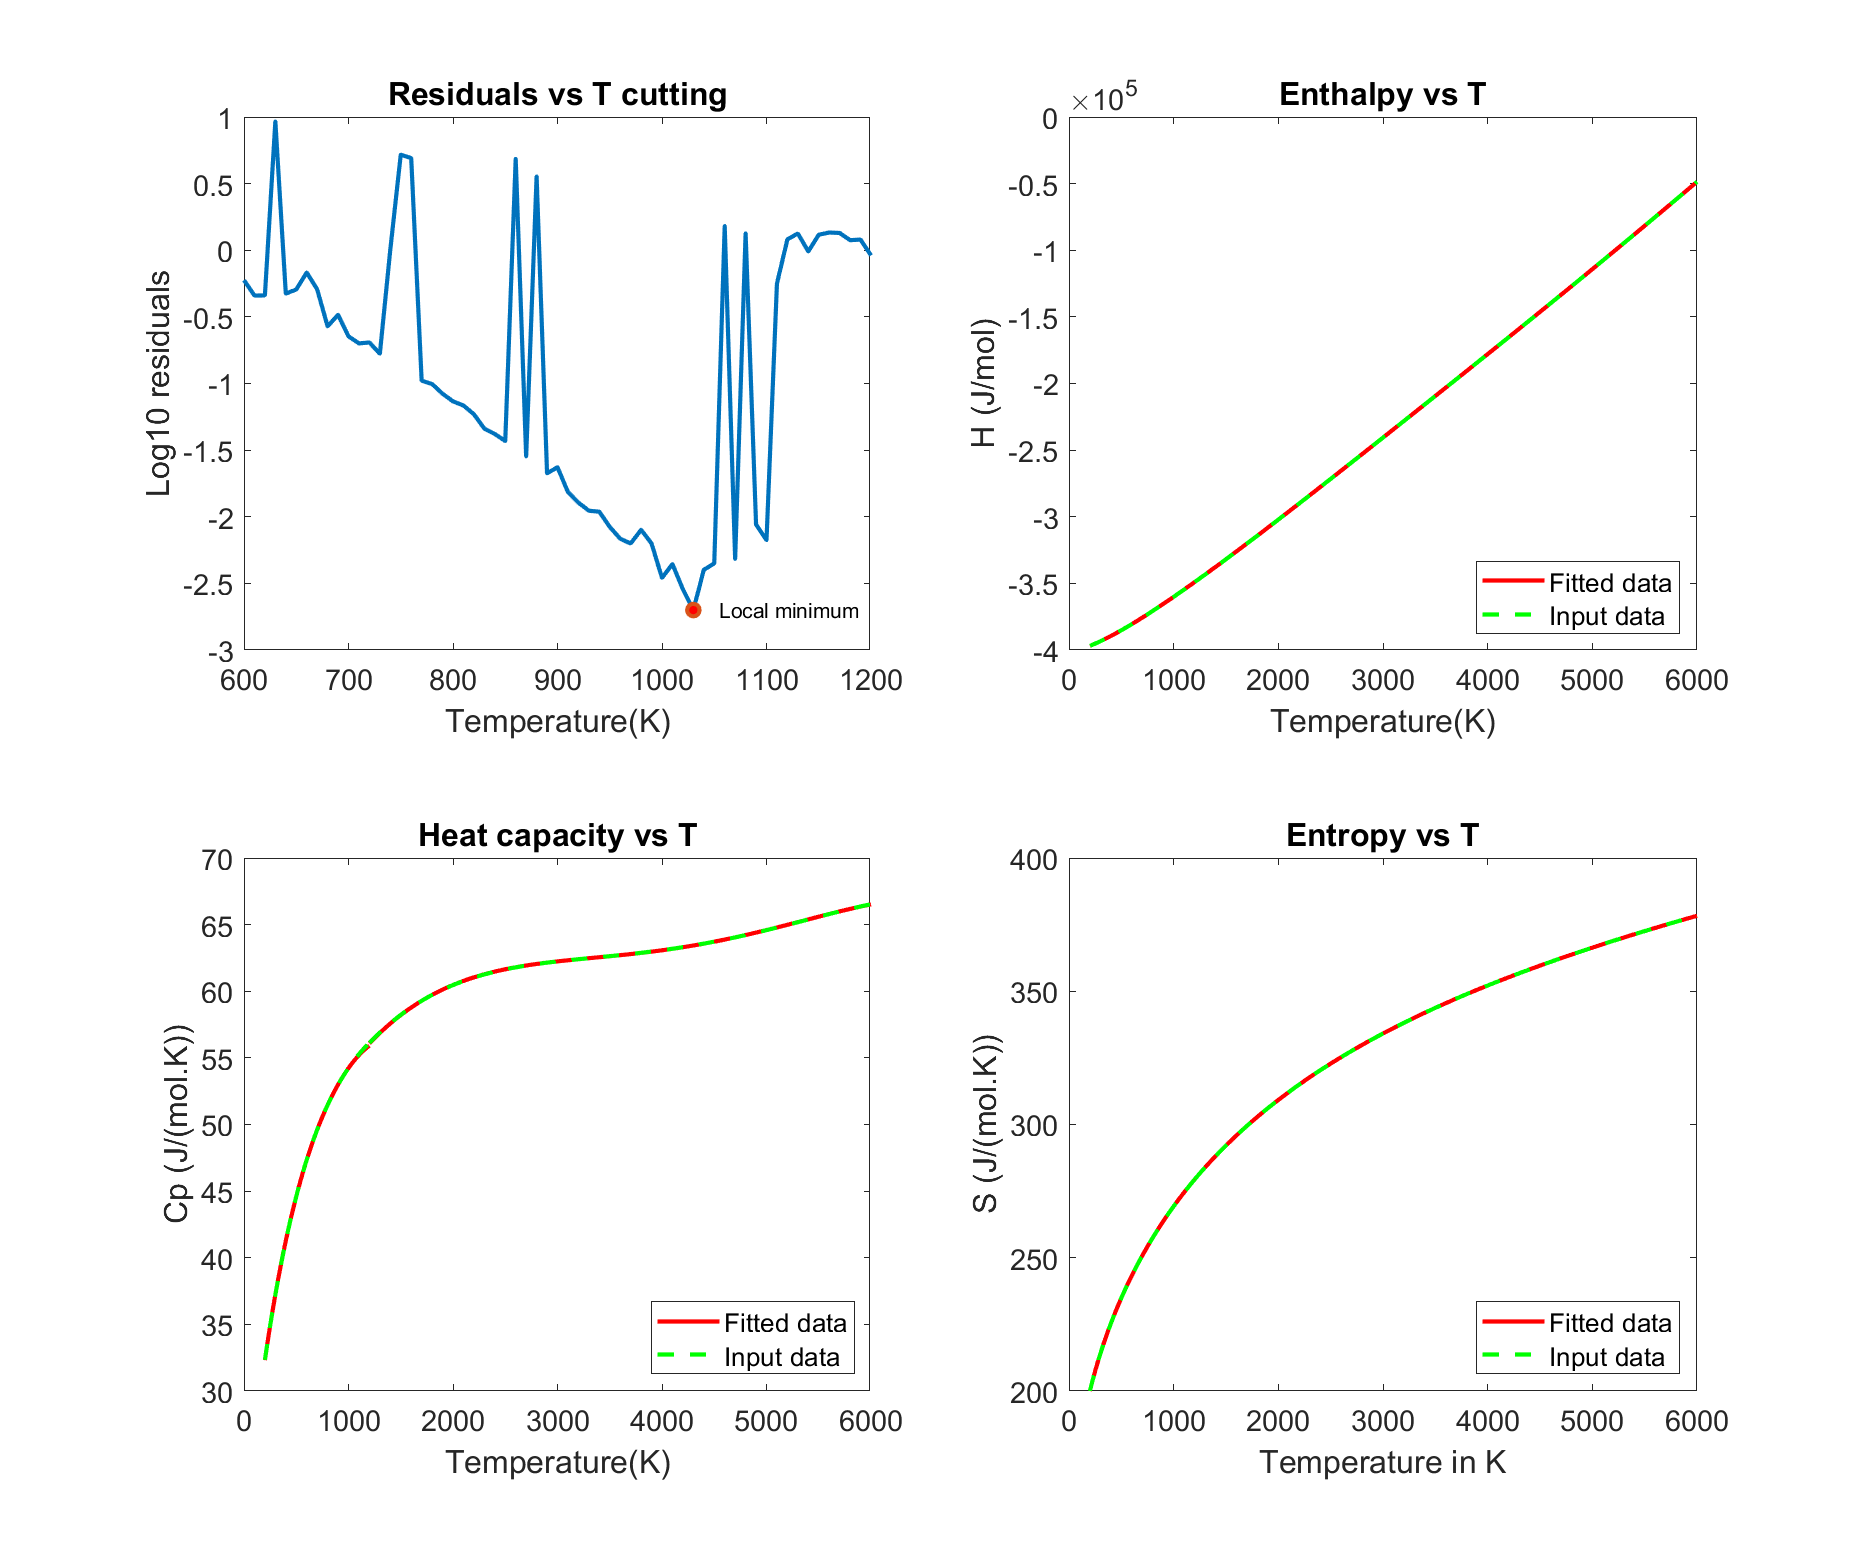 Residuals vs T cutting
1
0.5
0
-0.5
-1
-1.5
-2
-2.5
-3
Log10 residuals
Local minimum
600 700 800 900 1000 1100 1200
Temperature(K)
Enthalpy vs T
×10^5
0
-0.5
-1
-1.5
-2
-2.5
-3
-3.5
-4
H (J/mol)
Fitted data
Input data
0 1000 2000 3000 4000 5000 6000
Temperature(K)
Heat capacity vs T
70
65
60
55
50
45
40
35
30
Cp (J/(mol.K))
Fitted data
Input data
0 1000 2000 3000 4000 5000 6000
Temperature(K)
Entropy vs T
400
350
300
250
200
S (J/(mol.K))
Fitted data
Input data
0 1000 2000 3000 4000 5000 6000
Temperature in K